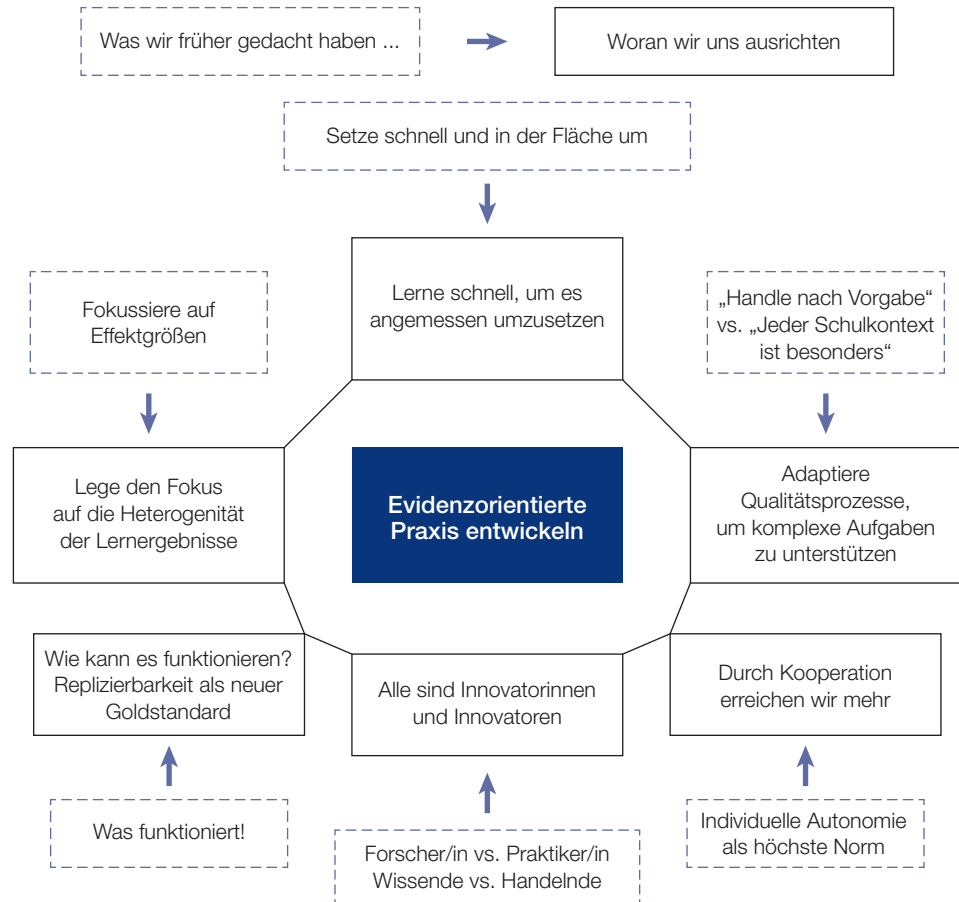 Was wir früher gedacht haben ...
Woran wir uns ausrichten
Setze schnell und in der Fläche um
Lerne schnell, um es
angemessen umzusetzen
Fokussiere auf
Effektgrößen
„Handle nach Vorgabe“
vs. „Jeder Schulkontext
ist besonders“
Lege den Fokus
auf die Heterogenität
der Lernergebnisse
Evidenzorientierte
Praxis entwickeln
Adaptiere
Qualitätsprozesse,
um komplexe Aufgaben
zu unterstützen
Wie kann es funktionieren?
Replizierbarkeit als neuer
Goldstandard
Alle sind Innovatorinnen
und Innovatoren
Durch Kooperation
erreichen wir mehr
Was funktioniert!
Forscher/in vs. Praktiker/in
Wissende vs. Handelnde
Individuelle Autonomie
als höchste Norm